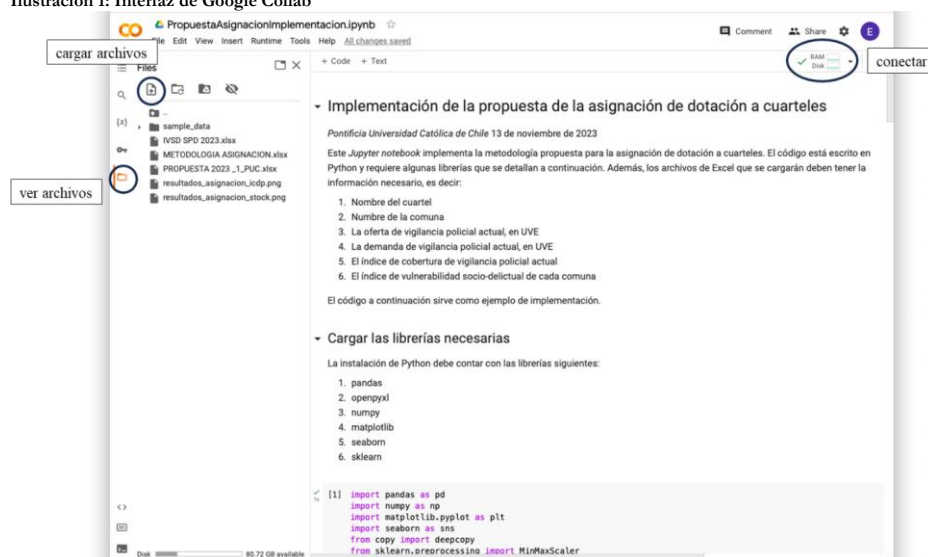 Ilustración 1: Interfaz de Google Collab
PropuestaAsignacionImplementacion.ipynb
File Edit View Insert Runtime Tools Help All changes saved
Comment Share E
cargar archivos
conectar
ver archivos
Files
..
sample_data
IVSD SPD 2023.xlsx
METODOLOGIA ASIGNACION.xlsx
PROPUESTA 2023 _1_PUC.xlsx
resultados_asignacion_icdp.png
resultados_asignacion_stock.png
Disk 80.72 GB available
+ Code + Text
RAM
Disk
Implementación de la propuesta de la asignación de dotación a cuarteles
Pontificia Universidad Católica de Chile 13 de noviembre de 2023
Este Jupyter notebook implementa la metodología propuesta para la asignación de dotación a cuarteles. El código está escrito en
Python y requiere algunas librerías que se detallan a continuación. Además, los archivos de Excel que se cargarán deben tener la
información necesario, es decir:
1. Nombre del cuartel
2. Numbre de la comuna
3. La oferta de vigilancia policial actual, en UVE
4. La demanda de vigilancia policial actual, en UVE
5. El índice de cobertura de vigilancia policial actual
6. El índice de vulnerabilidad socio-delictual de cada comuna
El código a continuación sirve como ejemplo de implementación.
Cargar las librerías necesarias
La instalación de Python debe contar con las librerías siguientes:
1. pandas
2. openpyxl
3. numpy
4. matplotlib
5. seaborn
6. sklearn
[1] import pandas as pd
import numpy as np
import matplotlib.pyplot as plt
import seaborn as sns
from copy import deepcopy
from sklearn.preprocessing import MinMaxScaler